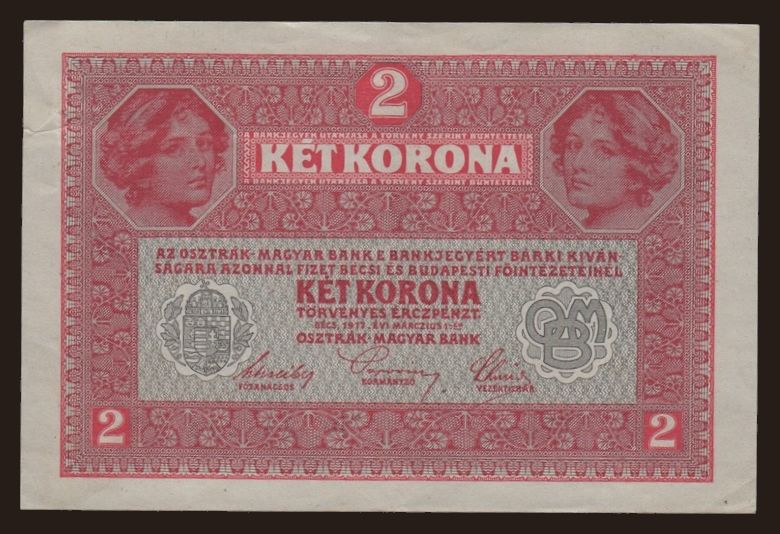 2
A BANKJEGYEK UTÁNZÁSA A TÖRVÉNY SZERINT BÜNTETTETIK
KÉT KORONA
A BANKJEGYEK UTÁNZÁSA A TÖRVÉNY SZERINT BÜNTETTETIK
AZ OSZTRÁK-MAGYAR BANK E BANKJEGYÉRT BÁRKI KIVÁN-
SÁGÁRA AZONNAL FIZET BÉCSI ÉS BUDAPESTI FŐINTÉZETEINÉL
KÉT KORONA
TÖRVÉNYES ÉRCZPÉNZT.
BÉCS, 1917. ÉVI MÁRCZIUS 1-ÉN
OSZTRÁK-MAGYAR BANK
FŐTANÁCSOS KORMÁNYZÓ VEZÉRTITKÁR
2 2